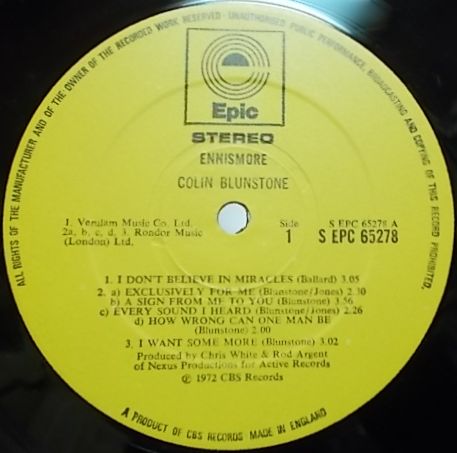 ALL RIGHTS OF THE MANUFACTURER AND OF THE OWNER OF THE RECORDED WORK RESERVED · UNAUTHORISED PUBLIC PERFORMANCE, BROADCASTING AND COPYING OF THIS RECORD PROHIBITED.
Epic
STEREO
ENNISMORE
COLIN BLUNSTONE
1. Verulam Music Co. Ltd.
2a, b, c, d, 3. Rondor Music
(London) Ltd.
Side
1
S EPC 65278 A
S EPC 65278
1. I DON'T BELIEVE IN MIRACLES (Ballard) 3.05
2. a) EXCLUSIVELY FOR ME (Blunstone/Jones) 2.30
b) A SIGN FROM ME TO YOU (Blunstone) 3.56
c) EVERY SOUND I HEARD (Blunstone/Jones) 2.26
d) HOW WRONG CAN ONE MAN BE
(Blunstone) 2.00
3. I WANT SOME MORE (Blunstone) 3.02
Produced by Chris White & Rod Argent
of Nexus Productions for Active Records
℗ 1972 CBS Records
A PRODUCT OF CBS RECORDS MADE IN ENGLAND